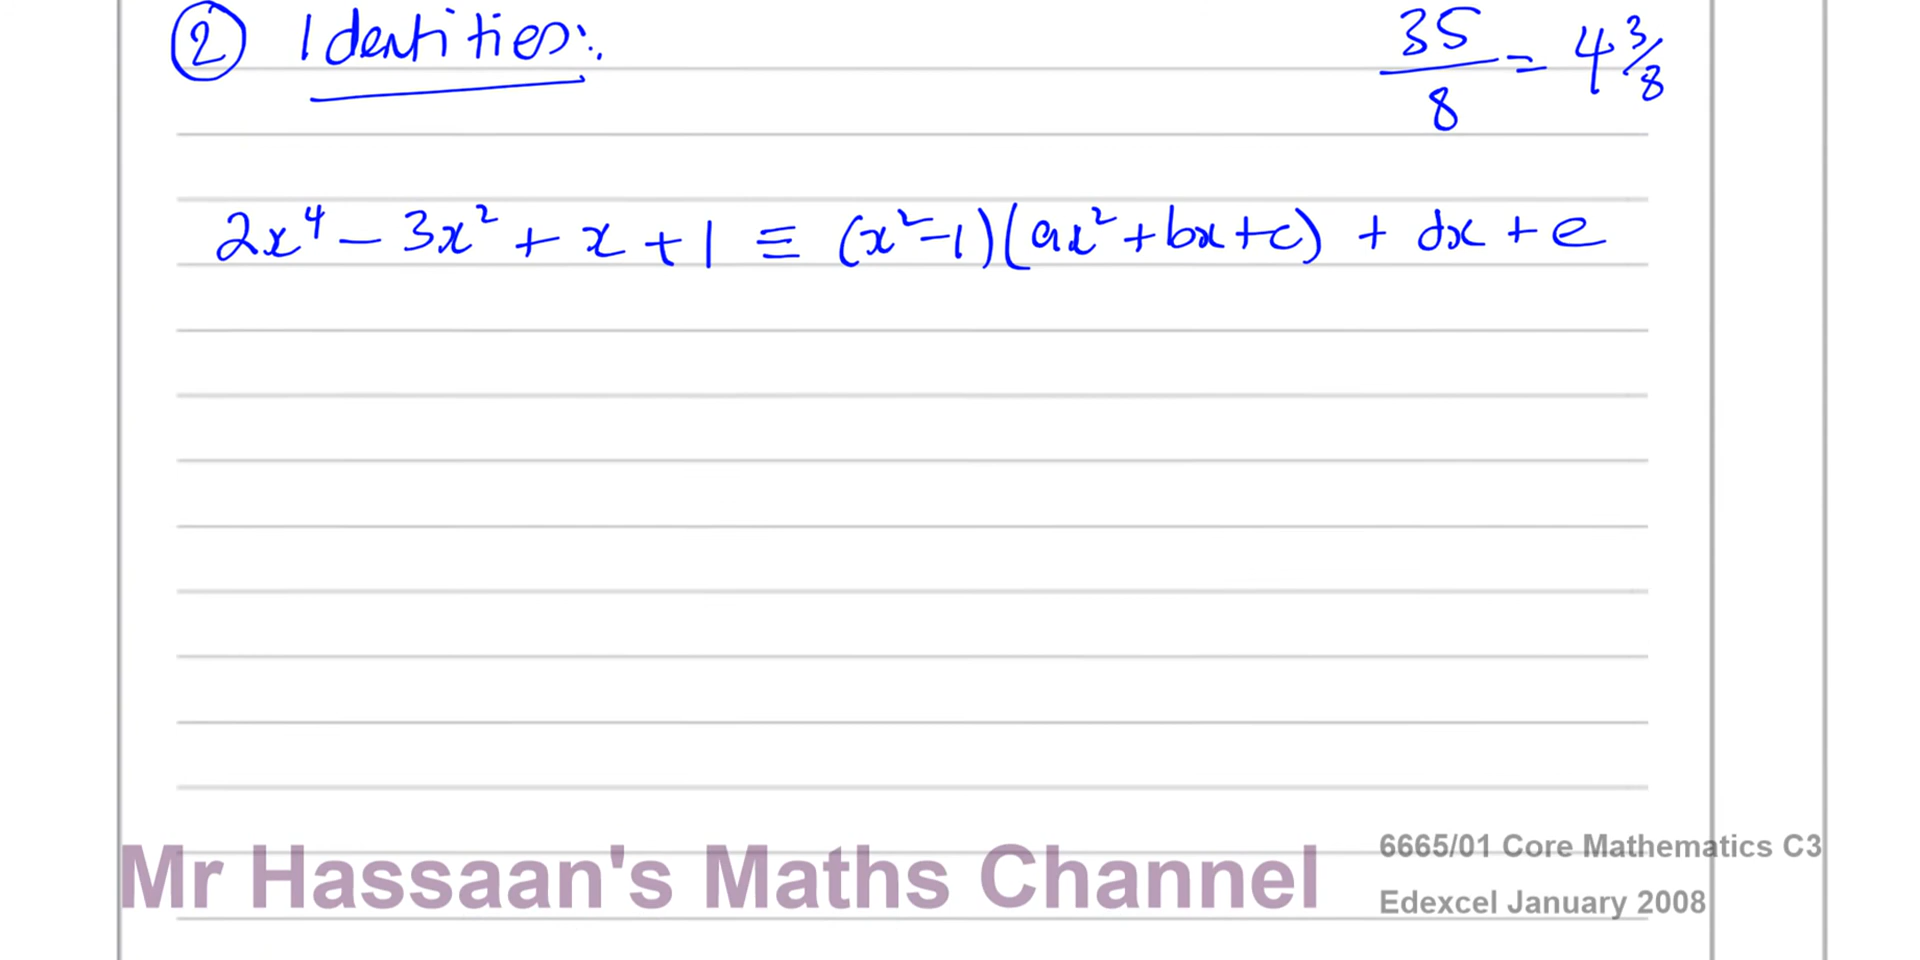 ② Identities:
35/8 = 4 3/8
2x⁴ – 3x² + x + 1 ≡ (x²-1)(ax²+bx+c) + dx + e
Mr Hassaan's Maths Channel
6665/01 Core Mathematics C3
Edexcel January 2008